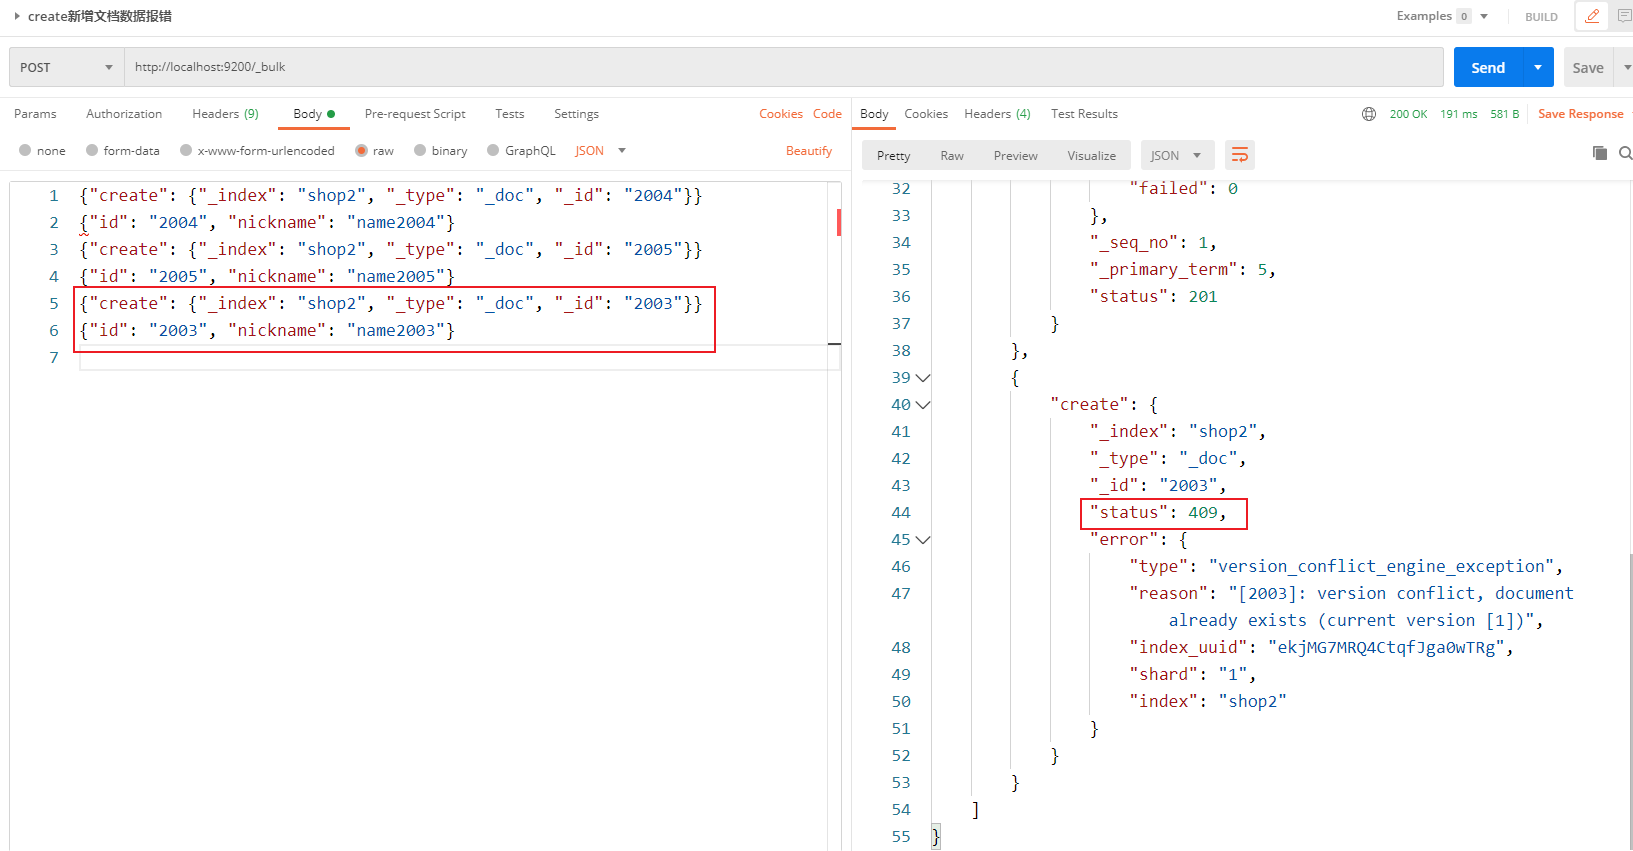 create新增文档数据报错
Examples 0 BUILD
POST http://localhost:9200/_bulk Send Save
Params Authorization Headers (9) Body Pre-request Script Tests Settings Cookies Code
none form-data x-www-form-urlencoded raw binary GraphQL JSON Beautify
1 {"create": {"_index": "shop2", "_type": "_doc", "_id": "2004"}}
2 {"id": "2004", "nickname": "name2004"}
3 {"create": {"_index": "shop2", "_type": "_doc", "_id": "2005"}}
4 {"id": "2005", "nickname": "name2005"}
5 {"create": {"_index": "shop2", "_type": "_doc", "_id": "2003"}}
6 {"id": "2003", "nickname": "name2003"}
7
Body Cookies Headers (4) Test Results 200 OK 191 ms 581 B Save Response
Pretty Raw Preview Visualize JSON
32 "failed": 0
33 },
34 "_seq_no": 1,
35 "_primary_term": 5,
36 "status": 201
37 }
38 },
39 {
40 "create": {
41 "_index": "shop2",
42 "_type": "_doc",
43 "_id": "2003",
44 "status": 409,
45 "error": {
46 "type": "version_conflict_engine_exception",
47 "reason": "[2003]: version conflict, document
already exists (current version [1])",
48 "index_uuid": "ekjMG7MRQ4CtqfJga0wTRg",
49 "shard": "1",
50 "index": "shop2"
51 }
52 }
53 }
54 ]
55 }